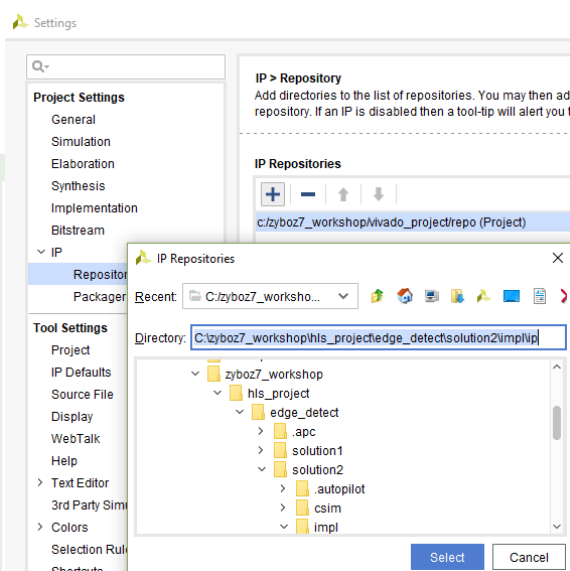 Settings
Q-
Project Settings
General
Simulation
Elaboration
Synthesis
Implementation
Bitstream
IP
Repositor
Packager
Tool Settings
Project
IP Defaults
Source File
Display
WebTalk
Help
Text Editor
3rd Party Simu
Colors
Selection Rule
Shortcuts
IP > Repository
Add directories to the list of repositories. You may then ad
repository. If an IP is disabled then a tool-tip will alert you t
IP Repositories
c:/zyboz7_workshop/vivado_project/repo (Project)
IP Repositories
Recent: C:/zyboz7_worksho...
Directory: C:\zyboz7_workshop\hls_project\edge_detect\solution2\impl\ip
zyboz7_workshop
hls_project
edge_detect
.apc
solution1
solution2
.autopilot
csim
impl
Select
Cancel